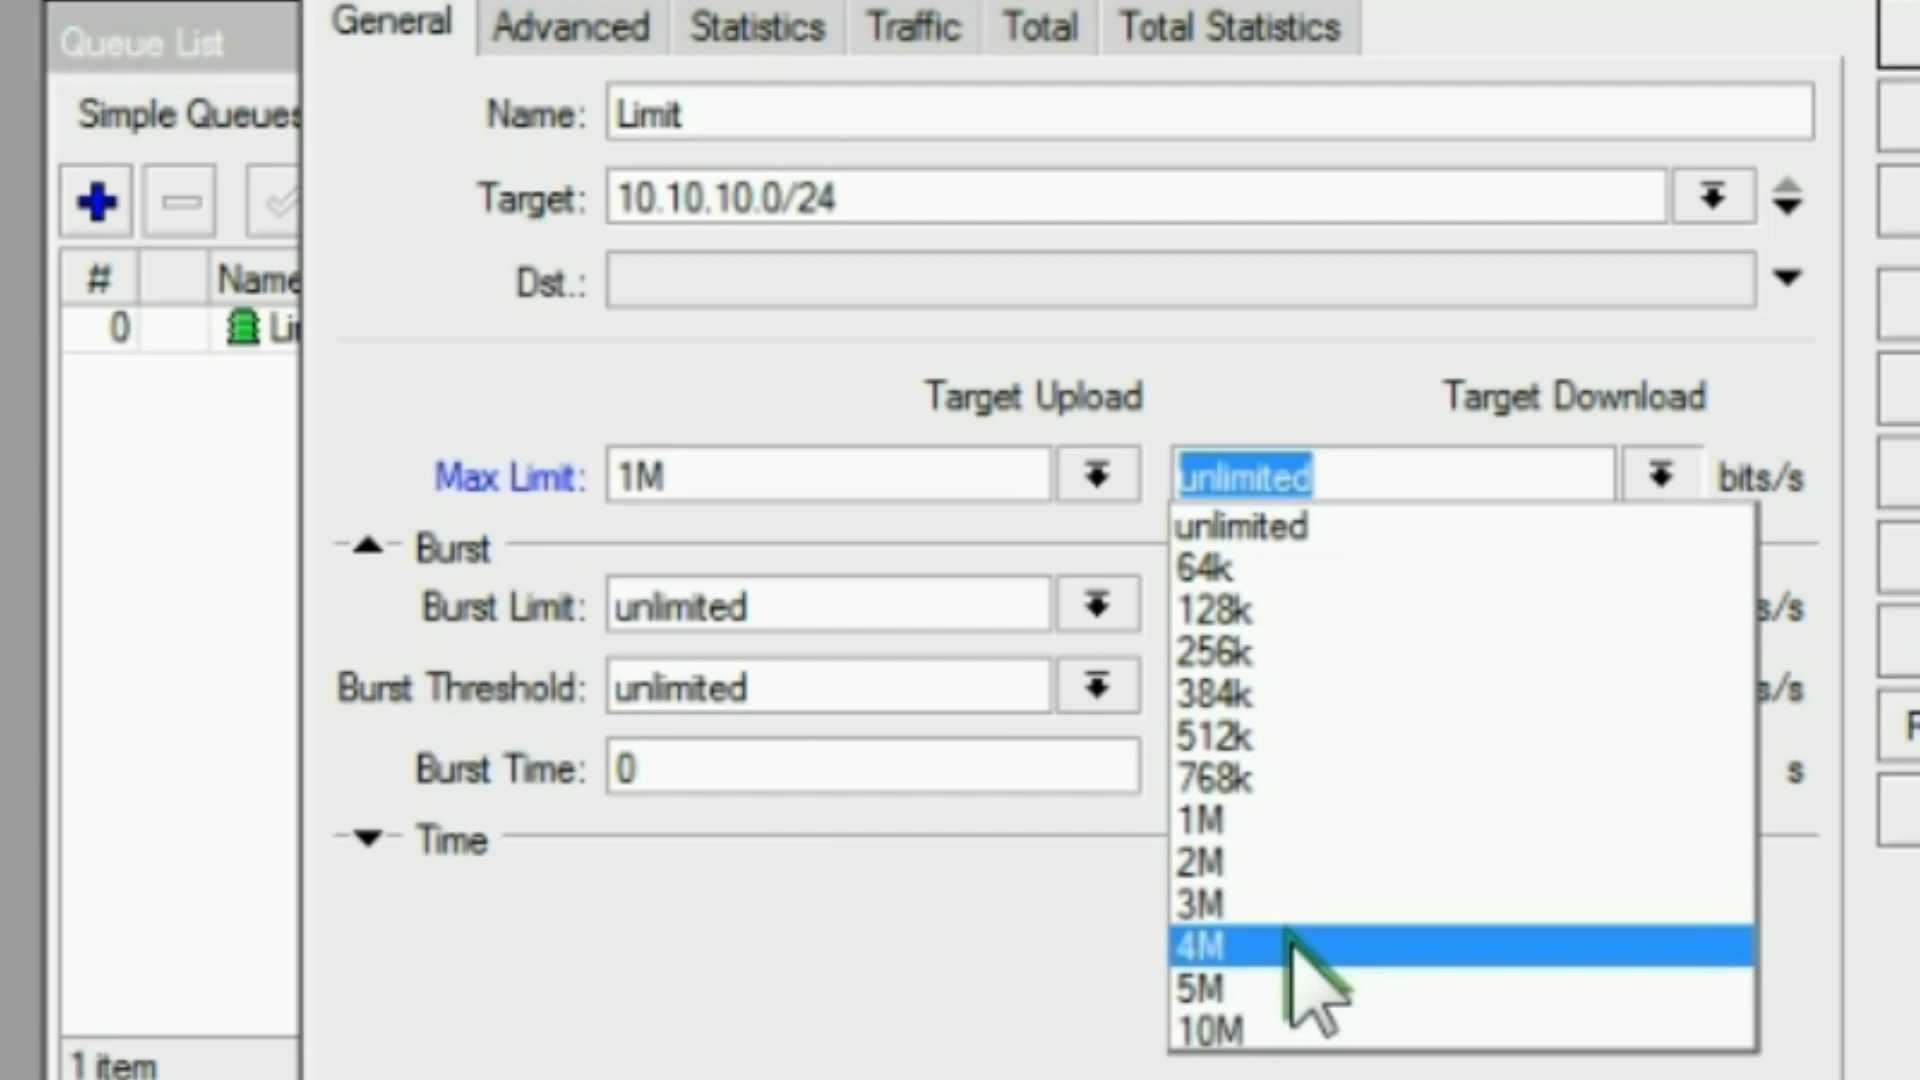 Queue List
General Advanced Statistics Traffic Total Total Statistics
Simple Queues
Name: Limit
Target: 10.10.10.0/24
Dst.:
# Name
0
Target Upload Target Download
Max Limit: 1M unlimited bits/s
Burst
Burst Limit: unlimited s/s
Burst Threshold: unlimited s/s
Burst Time: 0 s
Time
unlimited
64k
128k
256k
384k
512k
768k
1M
2M
3M
4M
5M
10M
1 item